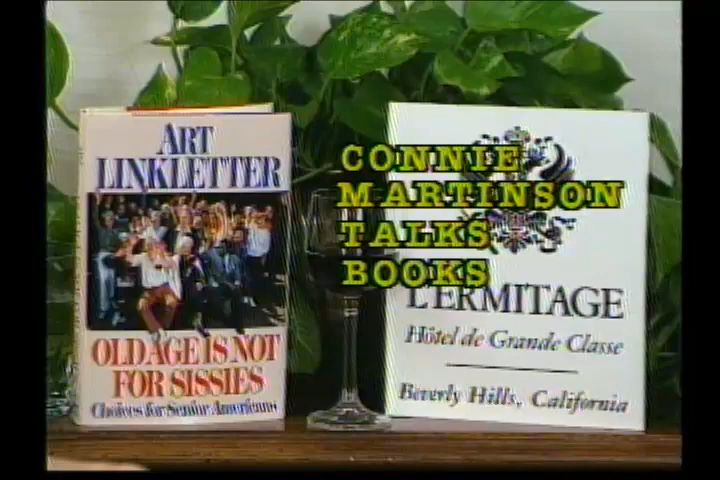 ART
LINKLETTER
OLD AGE IS NOT
FOR SISSIES
Choices for Senior Americans
CONNIE
MARTINSON
TALKS
BOOKS
L'ERMITAGE
Hôtel de Grande Classe
Beverly Hills, California